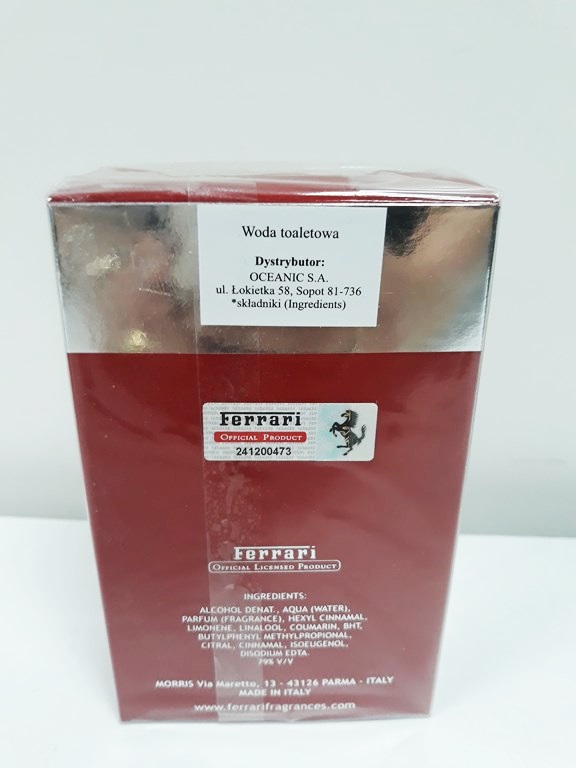 Woda toaletowa
Dystrybutor:
OCEANIC S.A.
ul. Łokietka 58, Sopot 81-736
*składniki (Ingredients)
Ferrari
OFFICIAL PRODUCT
241200473
Ferrari
OFFICIAL LICENSED PRODUCT
INGREDIENTS:
ALCOHOL DENAT., AQUA (WATER),
PARFUM (FRAGRANCE), HEXYL CINNAMAL,
LIMONENE, LINALOOL, COUMARIN, BHT,
BUTYLPHENYL METHYLPROPIONAL,
CITRAL, CINNAMAL, ISOEUGENOL,
DISODIUM EDTA.
79% V/V
MORRIS Via Maretto, 13 - 43126 PARMA - ITALY
MADE IN ITALY
www.ferrarifragrances.com